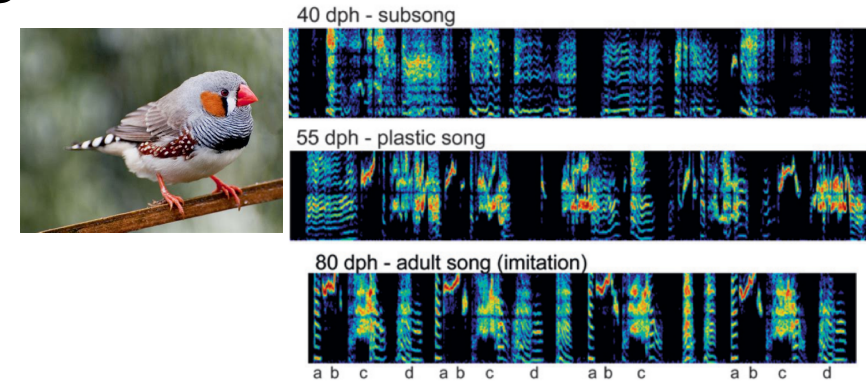 40 dph - subsong
55 dph - plastic song
80 dph - adult song (imitation)
a b c d a b c d a b c a b c d